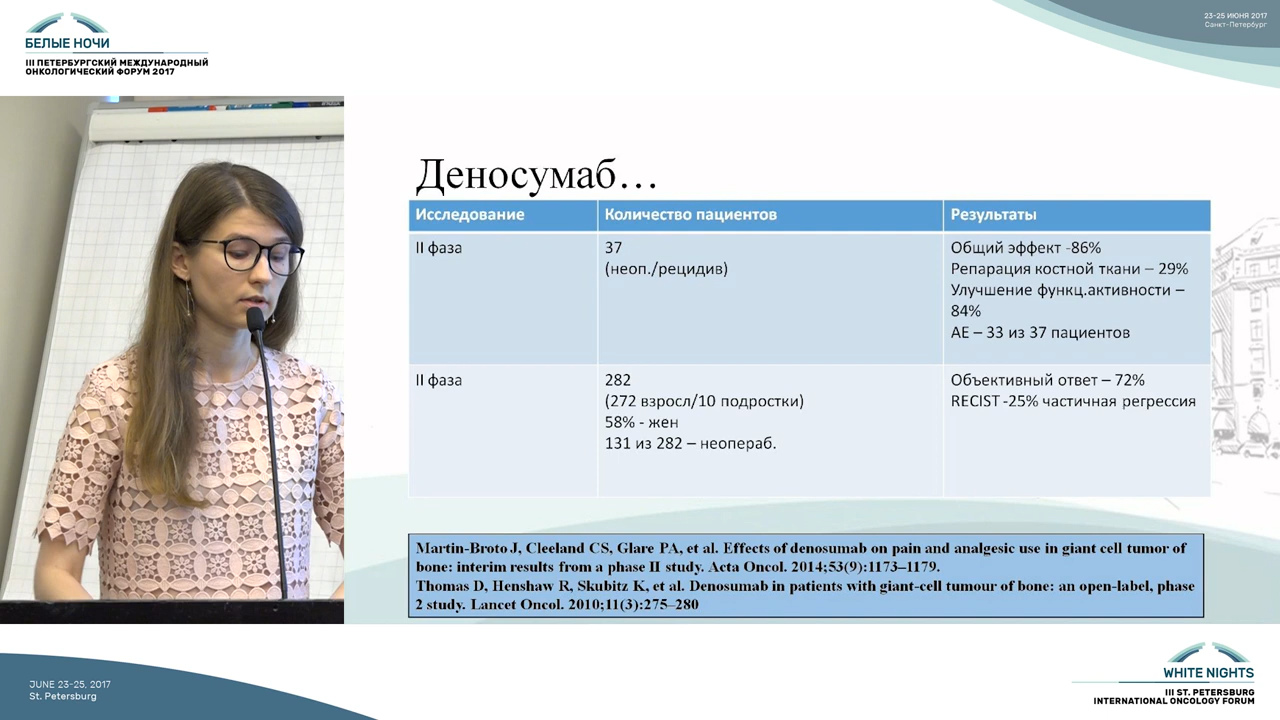 БЕЛЫЕ НОЧИ
III ПЕТЕРБУРГСКИЙ МЕЖДУНАРОДНЫЙ
ОНКОЛОГИЧЕСКИЙ ФОРУМ 2017
23-25 ИЮНЯ 2017
Санкт-Петербург
Деносумаб...
Исследование
Количество пациентов
Результаты
II фаза
37
(неоп./рецидив)
Общий эффект -86%
Репарация костной ткани – 29%
Улучшение функц.активности –
84%
АЕ – 33 из 37 пациентов
II фаза
282
(272 взросл/10 подростки)
58% - жен
131 из 282 – неопераб.
Объективный ответ – 72%
RECIST -25% частичная регрессия
Martin-Broto J, Cleeland CS, Glare PA, et al. Effects of denosumab on pain and analgesic use in giant cell tumor of
bone: interim results from a phase II study. Acta Oncol. 2014;53(9):1173–1179.
Thomas D, Henshaw R, Skubitz K, et al. Denosumab in patients with giant-cell tumour of bone: an open-label, phase
2 study. Lancet Oncol. 2010;11(3):275–280
JUNE 23-25, 2017
St. Petersburg
WHITE NIGHTS
III ST. PETERSBURG
INTERNATIONAL ONCOLOGY FORUM